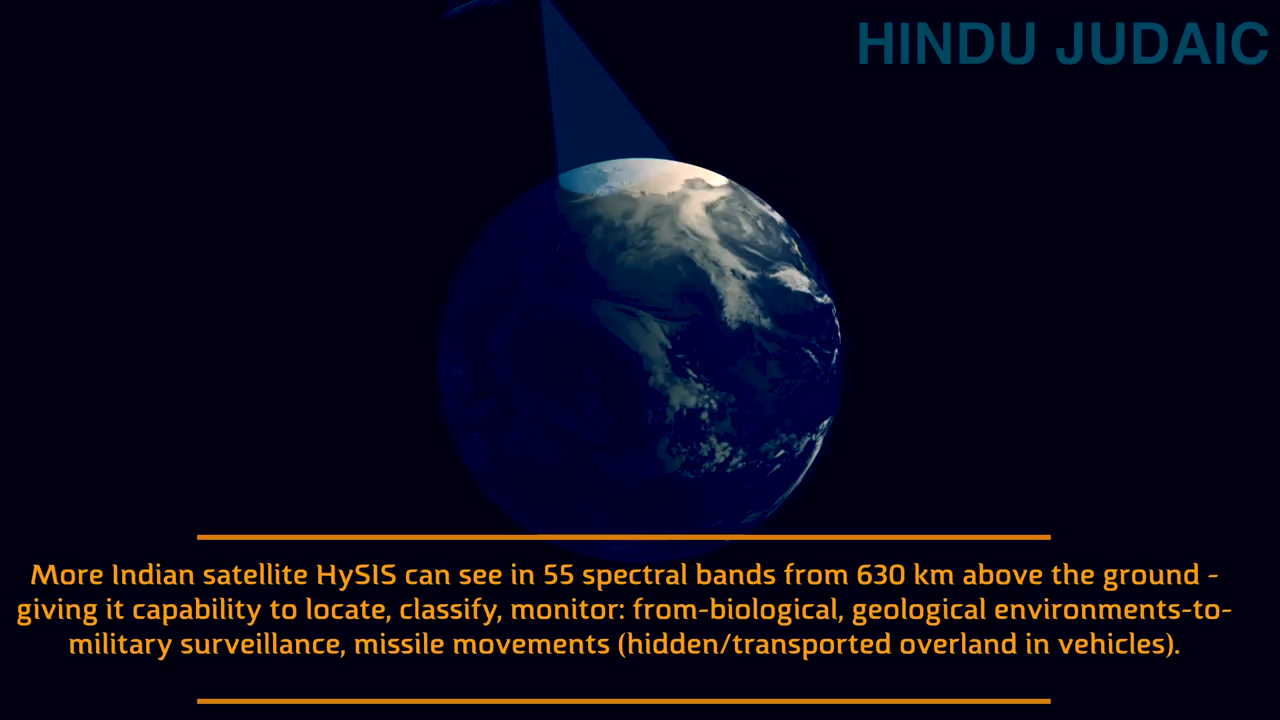 HINDU JUDAIC
More Indian satellite HySIS can see in 55 spectral bands from 630 km above the ground -
giving it capability to locate, classify, monitor: from-biological, geological environments-to-
military surveillance, missile movements (hidden/transported overland in vehicles).